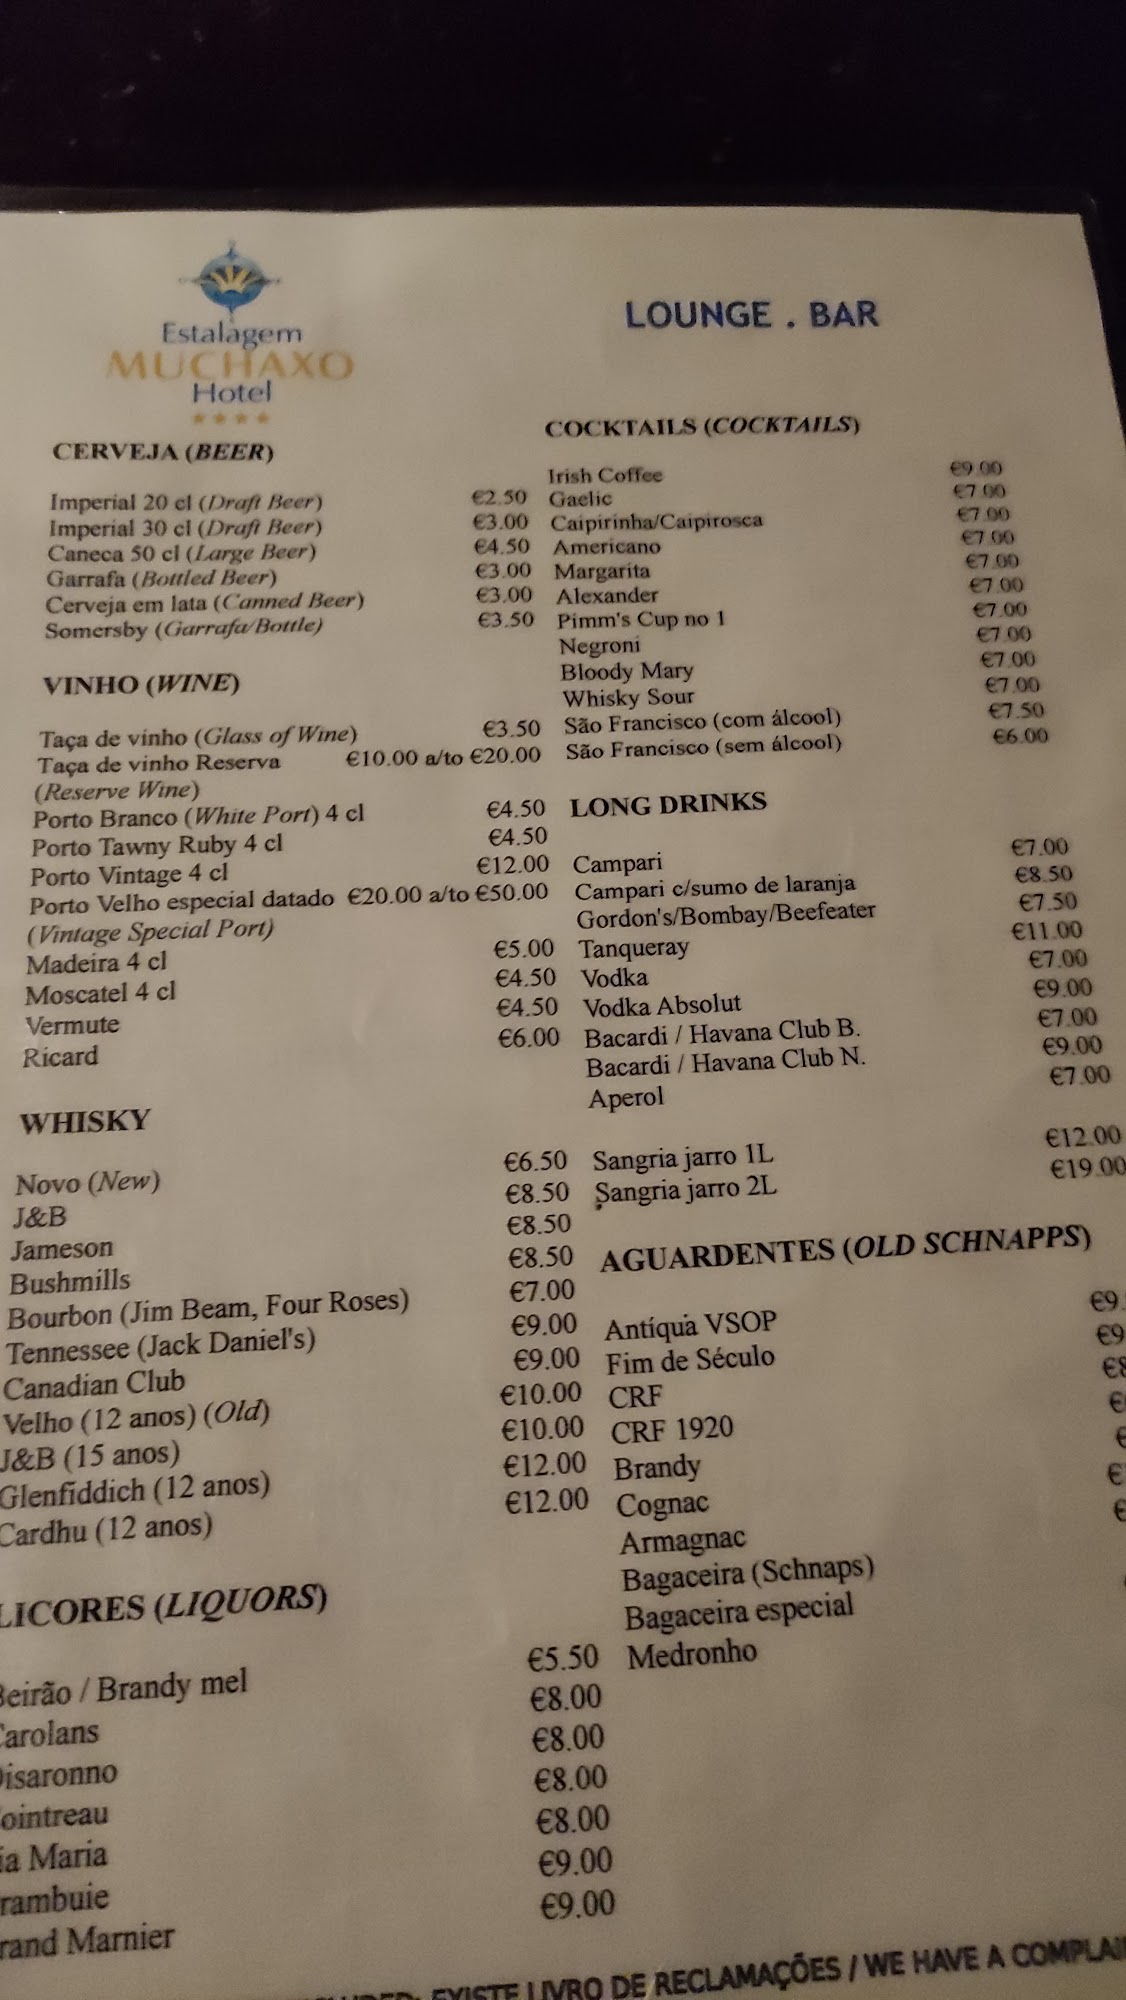 Estalagem
MUCHAXO
Hotel
LOUNGE . BAR
CERVEJA (BEER)
Imperial 20 cl (Draft Beer) €2.50
Imperial 30 cl (Draft Beer) €3.00
Caneca 50 cl (Large Beer) €4.50
Garrafa (Bottled Beer) €3.00
Cerveja em lata (Canned Beer) €3.00
Somersby (Garrafa/Bottle) €3.50
VINHO (WINE)
Taça de vinho (Glass of Wine) €3.50
Taça de vinho Reserva €10.00 a/to €20.00
(Reserve Wine)
Porto Branco (White Port) 4 cl €4.50
Porto Tawny Ruby 4 cl €4.50
Porto Vintage 4 cl €12.00
Porto Velho especial datado €20.00 a/to €50.00
(Vintage Special Port)
Madeira 4 cl €5.00
Moscatel 4 cl €4.50
Vermute €4.50
Ricard €6.00
WHISKY
Novo (New) €6.50
J&B €8.50
Jameson €8.50
Bushmills €8.50
Bourbon (Jim Beam, Four Roses) €7.00
Tennessee (Jack Daniel's) €9.00
Canadian Club €9.00
Velho (12 anos) (Old) €10.00
J&B (15 anos) €10.00
Glenfiddich (12 anos) €12.00
Cardhu (12 anos) €12.00
LICORES (LIQUORS)
Beirão / Brandy mel €5.50
Carolans €8.00
Disaronno €8.00
ointreau €8.00
ia Maria €8.00
rambuie €9.00
rand Marnier €9.00
COCKTAILS (COCKTAILS)
Irish Coffee €9.00
Gaelic €7.00
Caipirinha/Caipirosca €7.00
Americano €7.00
Margarita €7.00
Alexander €7.00
Pimm's Cup no 1 €7.00
Negroni €7.00
Bloody Mary €7.00
Whisky Sour €7.00
São Francisco (com álcool) €7.50
São Francisco (sem álcool) €6.00
LONG DRINKS
Campari €7.00
Campari c/sumo de laranja €8.50
Gordon's/Bombay/Beefeater €7.50
Tanqueray €11.00
Vodka €7.00
Vodka Absolut €9.00
Bacardi / Havana Club B. €7.00
Bacardi / Havana Club N. €9.00
Aperol €7.00
Sangria jarro 1L €12.00
Sangria jarro 2L €19.00
AGUARDENTES (OLD SCHNAPPS)
Antíqua VSOP €9.
Fim de Século €9
CRF €8
CRF 1920 €
Brandy €
Cognac €
Armagnac €
Bagaceira (Schnaps)
Bagaceira especial
Medronho
EXISTE LIVRO DE RECLAMAÇÕES / WE HAVE A COMPLAI